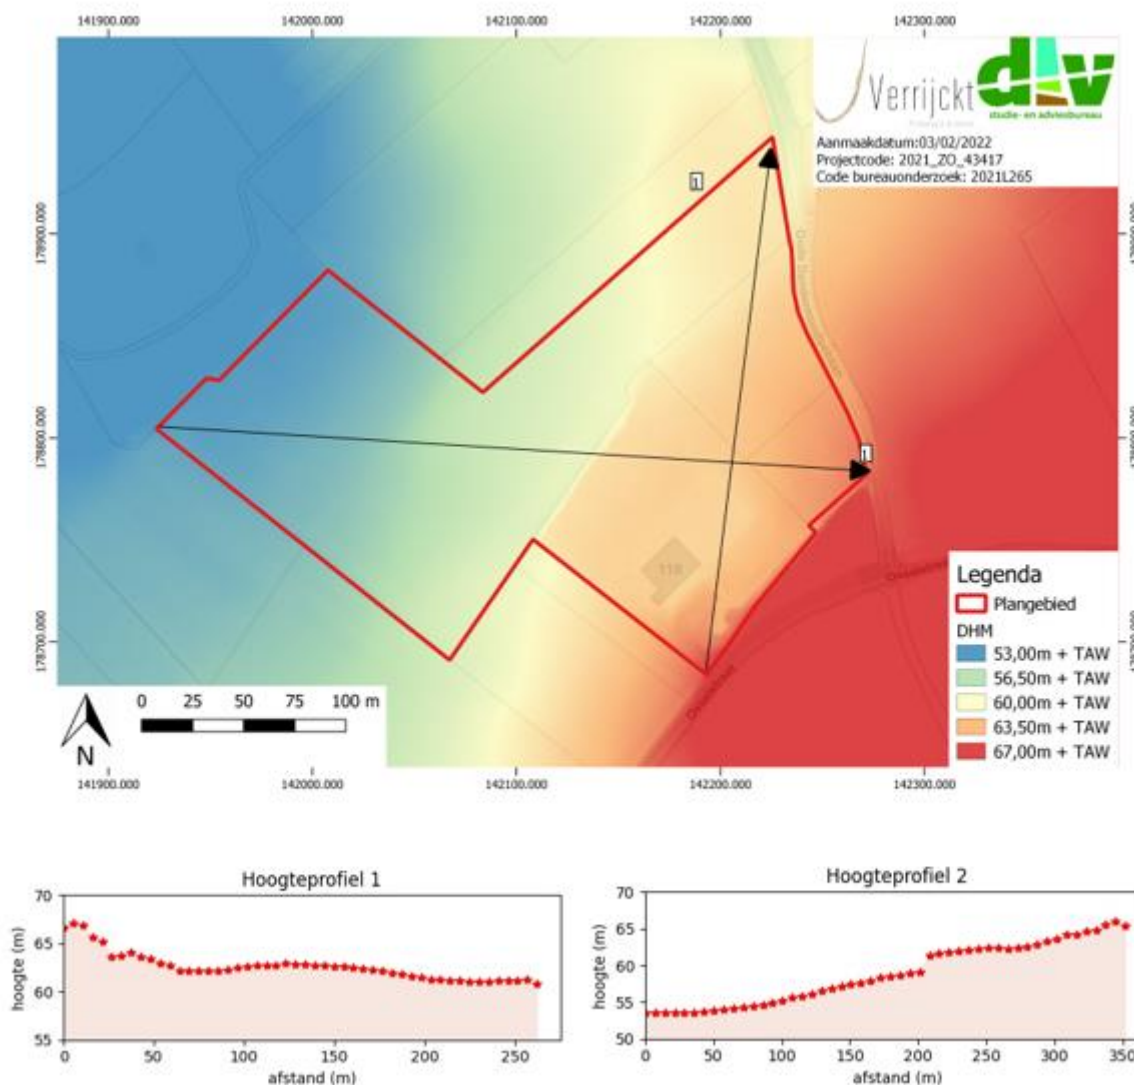 141900.000 142000.000 142100.000 142200.000 142300.000
Verrijckt
dlv
studie- en adviesbureau
Aanmaakdatum:03/02/2022
Projectcode: 2021_ZO_43417
Code bureauonderzoek: 2021L265
1
178900.000
178800.000
1
118
178700.000
Legenda
Plangebied
DHM
53,00m + TAW
56,50m + TAW
60,00m + TAW
63,50m + TAW
67,00m + TAW
0 25 50 75 100 m
N
141900.000 142000.000 142100.000 142200.000 142300.000
Hoogteprofiel 1
70
65
60
55
hoogte (m)
0 50 100 150 200 250
afstand (m)
Hoogteprofiel 2
70
65
60
55
50
hoogte (m)
0 50 100 150 200 250 300 350
afstand (m)